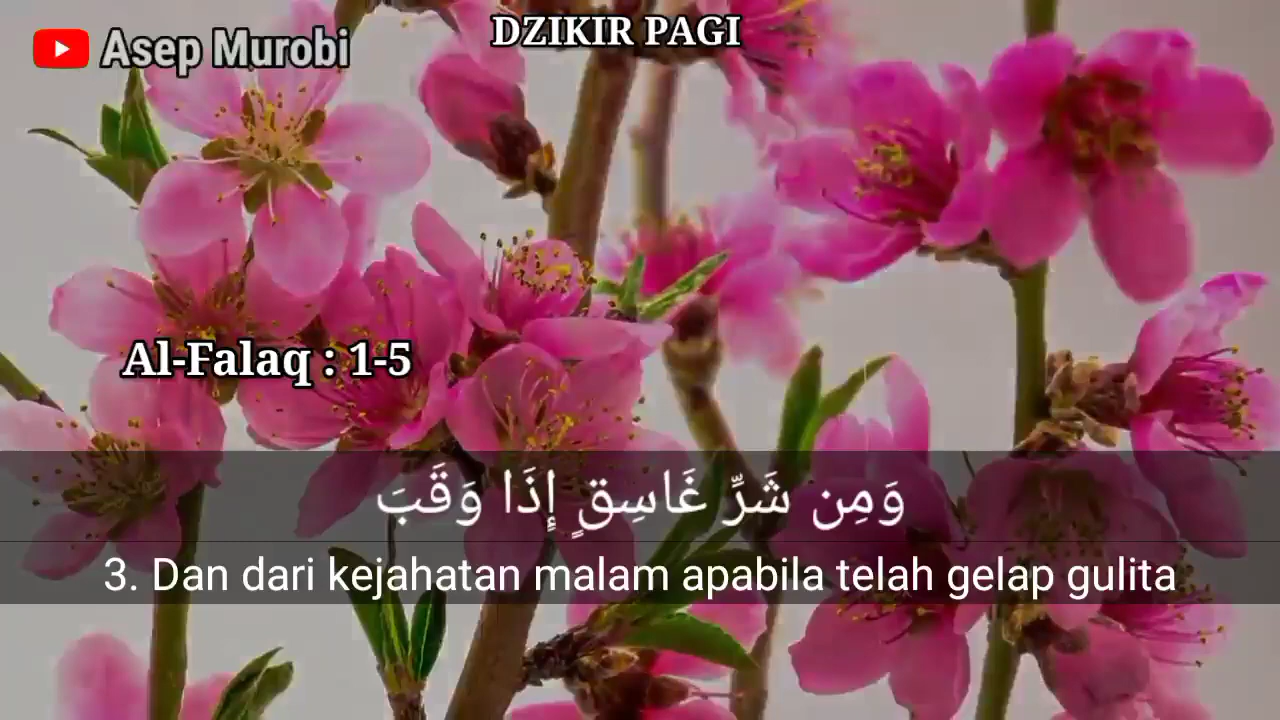 DZIKIR PAGI
Asep Murobi
Al-Falaq : 1-5
وَمِن شَرِّ غَاسِقٍ إِذَا وَقَبَ
3. Dan dari kejahatan malam apabila telah gelap gulita